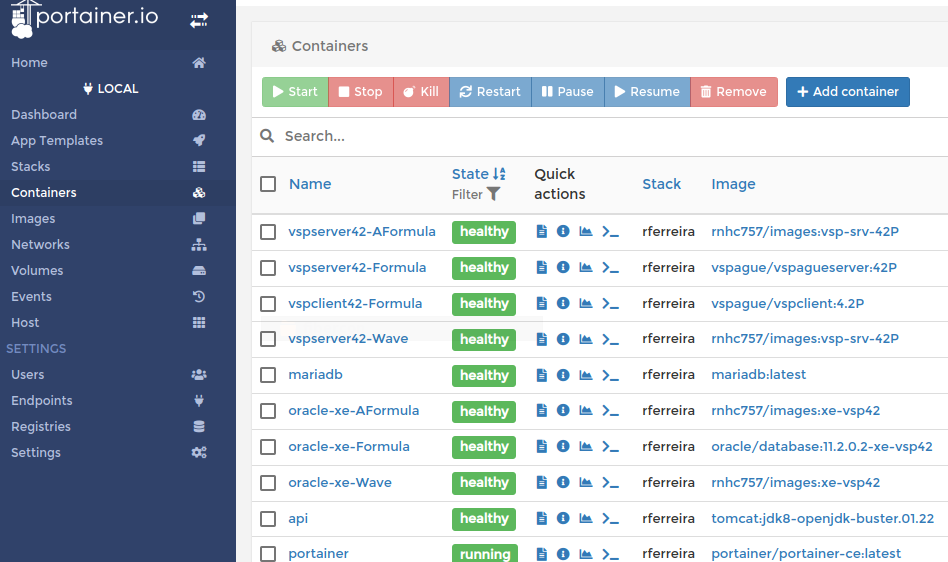 portainer.io
Home
LOCAL
Dashboard
App Templates
Stacks
Containers
Images
Networks
Volumes
Events
Host
SETTINGS
Users
Endpoints
Registries
Settings
Containers
Start Stop Kill Restart Pause Resume Remove + Add container
Search...
Name State Filter Quick actions Stack Image
vspserver42-AFormula healthy rferreira rnhc757/images:vsp-srv-42P
vspserver42-Formula healthy rferreira vspague/vspagueserver:42P
vspclient42-Formula healthy rferreira vspague/vspclient:4.2P
vspserver42-Wave healthy rferreira rnhc757/images:vsp-srv-42P
mariadb healthy rferreira mariadb:latest
oracle-xe-AFormula healthy rferreira rnhc757/images:xe-vsp42
oracle-xe-Formula healthy rferreira oracle/database:11.2.0.2-xe-vsp42
oracle-xe-Wave healthy rferreira rnhc757/images:xe-vsp42
api healthy rferreira tomcat:jdk8-openjdk-buster.01.22
portainer running rferreira portainer/portainer-ce:latest